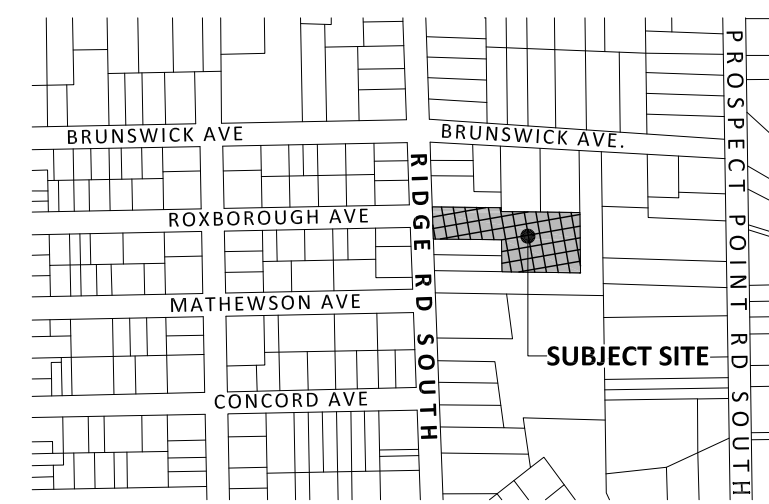 BRUNSWICK AVE
BRUNSWICK AVE.
PROSPECT POINT RD SOUTH
RIDGE RD SOUTH
ROXBOROUGH AVE
MATHEWSON AVE
SUBJECT SITE
CONCORD AVE